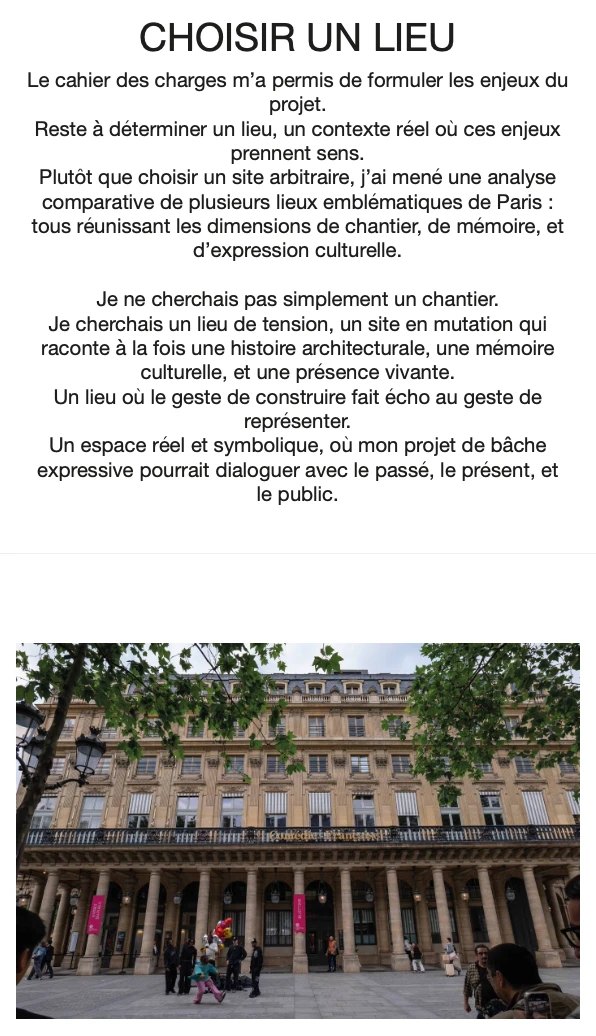 CHOISIR UN LIEU
Le cahier des charges m’a permis de formuler les enjeux du
projet.
Reste à déterminer un lieu, un contexte réel où ces enjeux
prennent sens.
Plutôt que choisir un site arbitraire, j’ai mené une analyse
comparative de plusieurs lieux emblématiques de Paris :
tous réunissant les dimensions de chantier, de mémoire, et
d’expression culturelle.
Je ne cherchais pas simplement un chantier.
Je cherchais un lieu de tension, un site en mutation qui
raconte à la fois une histoire architecturale, une mémoire
culturelle, et une présence vivante.
Un lieu où le geste de construire fait écho au geste de
représenter.
Un espace réel et symbolique, où mon projet de bâche
expressive pourrait dialoguer avec le passé, le présent, et
le public.